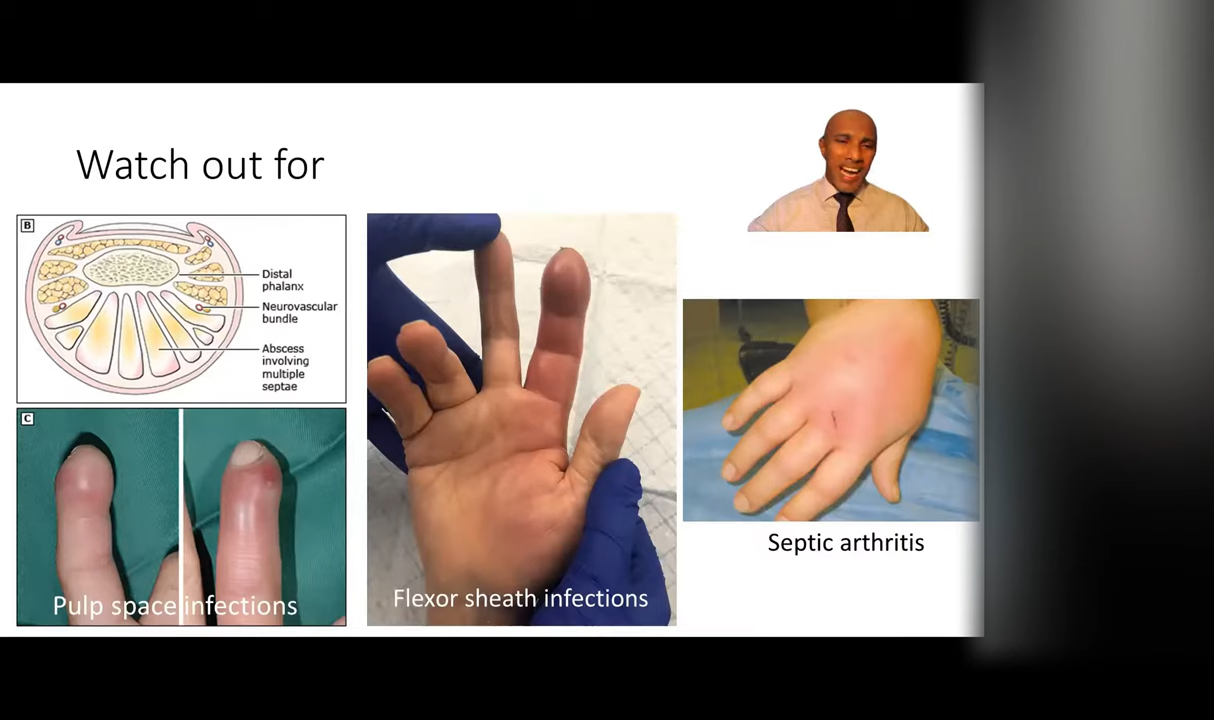 Watch out for
B
Distal
phalanx
Neurovascular
bundle
Abscess
involving
multiple
septae
C
Pulp space infections
Flexor sheath infections
Septic arthritis